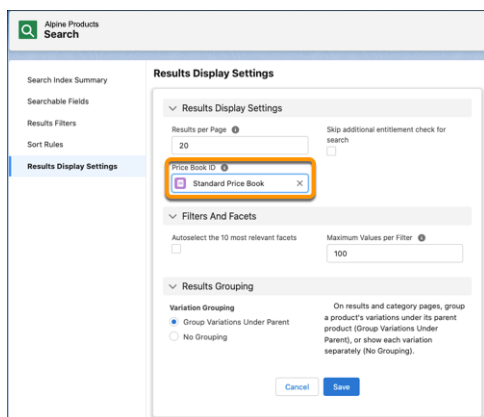 Alpine Products
Search
Search Index Summary
Searchable Fields
Results Filters
Sort Rules
Results Display Settings
Results Display Settings
Results Display Settings
Results per Page
20
Skip additional entitlement check for
search
Price Book ID
Standard Price Book
Filters And Facets
Autoselect the 10 most relevant facets
Maximum Values per Filter
100
Results Grouping
Variation Grouping
Group Variations Under Parent
No Grouping
On results and category pages, group
a product's variations under its parent
product (Group Variations Under
Parent), or show each variation
separately (No Grouping).
Cancel
Save